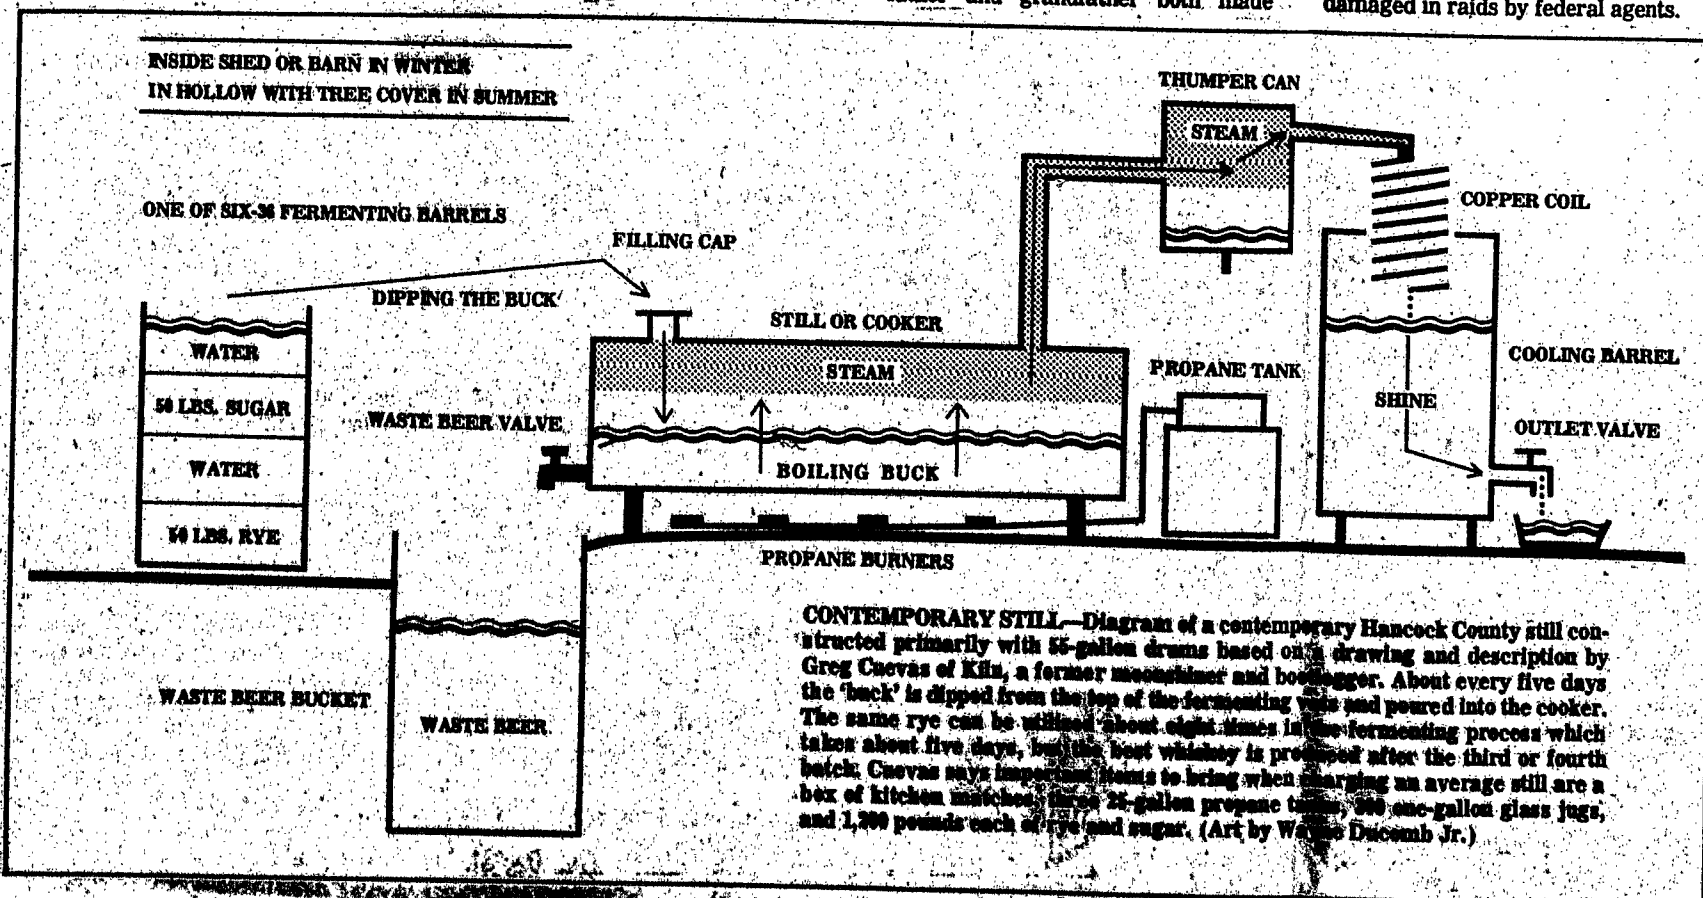 and grandfather both made
damaged in raids by federal agents.
INSIDE SHED OR BARN IN WINTER
IN HOLLOW WITH TREE COVER IN SUMMER
THUMPER CAN
STEAM
COPPER COIL
ONE OF SIX-36 FERMENTING BARRELS
FILLING CAP
DIPPING THE BUCK
STILL OR COOKER
WATER
STEAM
PROPANE TANK
COOLING BARREL
50 LBS. SUGAR
WASTE BEER VALVE
SHINE
OUTLET VALVE
WATER
BOILING BUCK
50 LBS. RYE
PROPANE BURNERS
WASTE BEER BUCKET
WASTE BEER
CONTEMPORARY STILL—Diagram of a contemporary Hancock County still con-
structed primarily with 55-gallon drums based on a drawing and description by
Greg Cuevas of Kiln, a former moonshiner and bootlegger. About every five days
the 'buck' is dipped from the top of the fermenting vats and poured into the cooker.
The same rye can be utilized about eight times in the fermenting process which
takes about five days, but the best whiskey is produced after the third or fourth
batch. Cuevas says important items to bring when charging an average still are a
box of kitchen matches, three 25-gallon propane tanks, one-gallon glass jugs,
and pounds each of rye and sugar. (Art by Wayne Ducomb Jr.)